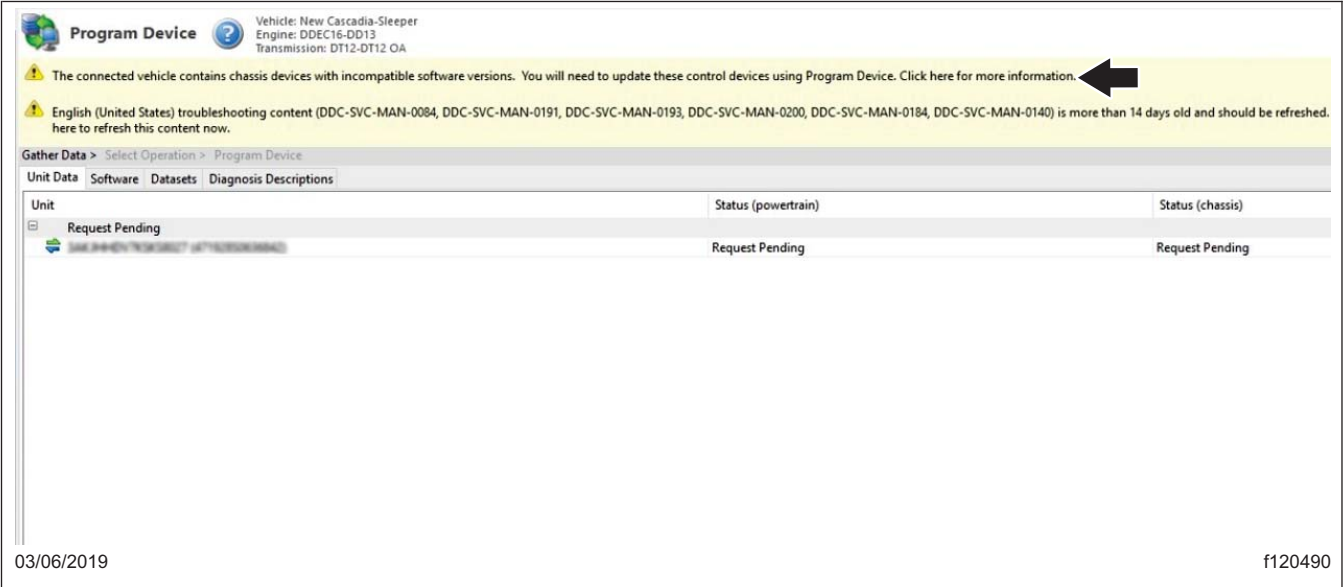 Program Device
Vehicle: New Cascadia-Sleeper
Engine: DDEC16-DD13
Transmission: DT12-DT12 OA
The connected vehicle contains chassis devices with incompatible software versions. You will need to update these control devices using Program Device. Click here for more information.
English (United States) troubleshooting content (DDC-SVC-MAN-0084, DDC-SVC-MAN-0191, DDC-SVC-MAN-0193, DDC-SVC-MAN-0200, DDC-SVC-MAN-0184, DDC-SVC-MAN-0140) is more than 14 days old and should be refreshed.
here to refresh this content now.
Gather Data > Select Operation > Program Device
Unit Data Software Datasets Diagnosis Descriptions
Unit Status (powertrain) Status (chassis)
Request Pending
Request Pending Request Pending
03/06/2019 f120490